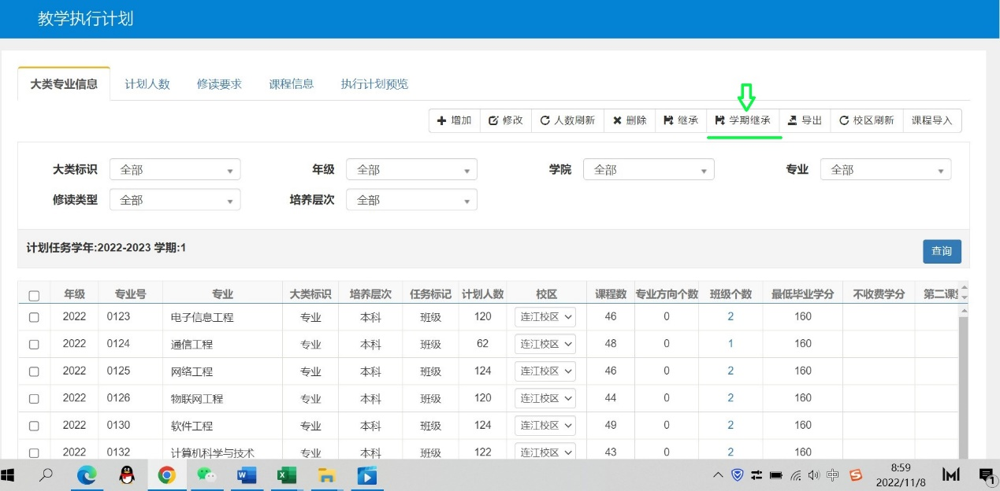 教学执行计划
大类专业信息 计划人数 修读要求 课程信息 执行计划预览
增加 修改 人数刷新 删除 继承 学期继承 导出 校区刷新 课程导入
大类标识 全部 年级 全部 学院 全部 专业 全部
修读类型 全部 培养层次 全部
计划任务学年:2022-2023 学期:1 查询
年级 专业号 专业 大类标识 培养层次 任务标记 计划人数 校区 课程数 专业方向个数 班级个数 最低毕业学分 不收费学分 第二课
2022 0123 电子信息工程 专业 本科 班级 120 连江校区 46 0 2 160
2022 0124 通信工程 专业 本科 班级 62 连江校区 48 0 1 160
2022 0125 网络工程 专业 本科 班级 124 连江校区 46 0 2 160
2022 0126 物联网工程 专业 本科 班级 120 连江校区 44 0 2 160
2022 0130 软件工程 专业 本科 班级 124 连江校区 49 0 2 160
2022 0132 计算机科学与技术 专业 本科 班级 122 连江校区 43 0 2 160
中 8:59
2022/11/8
1